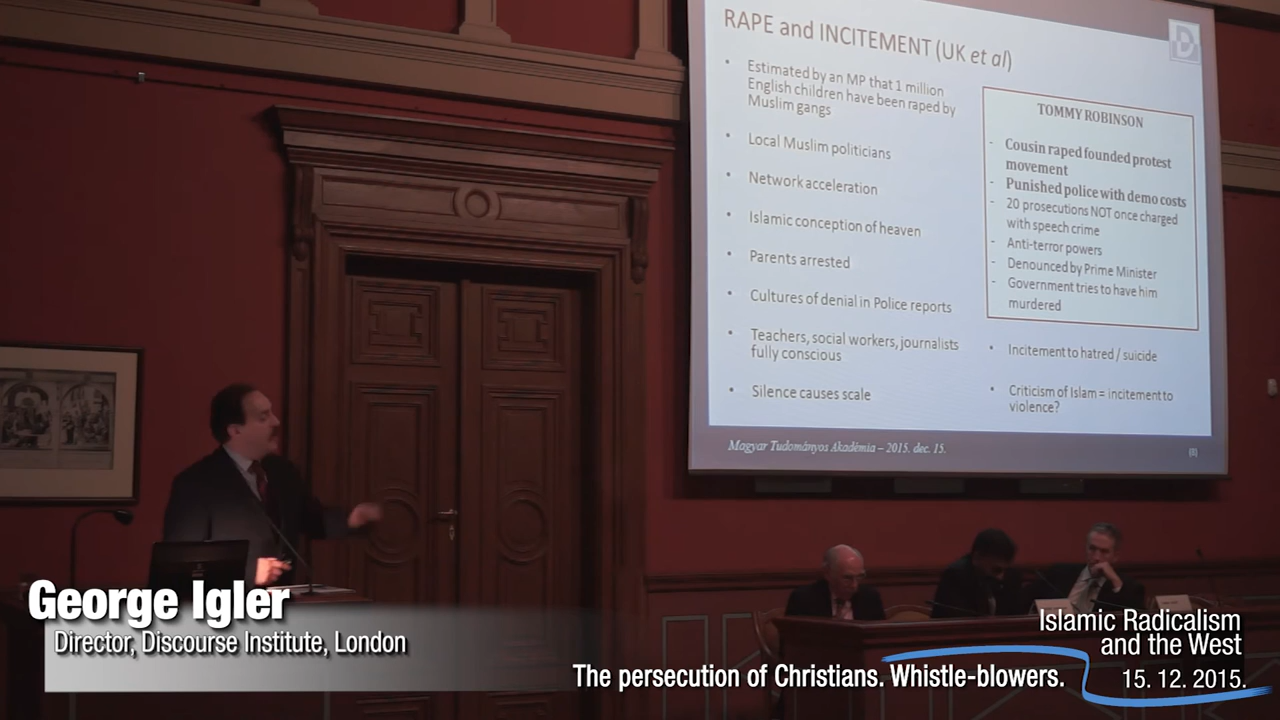 RAPE and INCITEMENT (UK et al)
• Estimated by an MP that 1 million
English children have been raped by
Muslim gangs
• Local Muslim politicians
• Network acceleration
• Islamic conception of heaven
• Parents arrested
• Cultures of denial in Police reports
• Teachers, social workers, journalists
fully conscious
• Silence causes scale
TOMMY ROBINSON
- Cousin raped founded protest
movement
- Punished police with demo costs
- 20 prosecutions NOT once charged
with speech crime
- Anti-terror powers
- Denounced by Prime Minister
- Government tries to have him
murdered
• Incitement to hatred / suicide
• Criticism of Islam = incitement to
violence?
Magyar Tudományos Akadémia – 2015. dec. 15.
(8)
George Igler
Director, Discourse Institute, London
Islamic Radicalism
and the West
The persecution of Christians. Whistle-blowers.
15. 12. 2015.